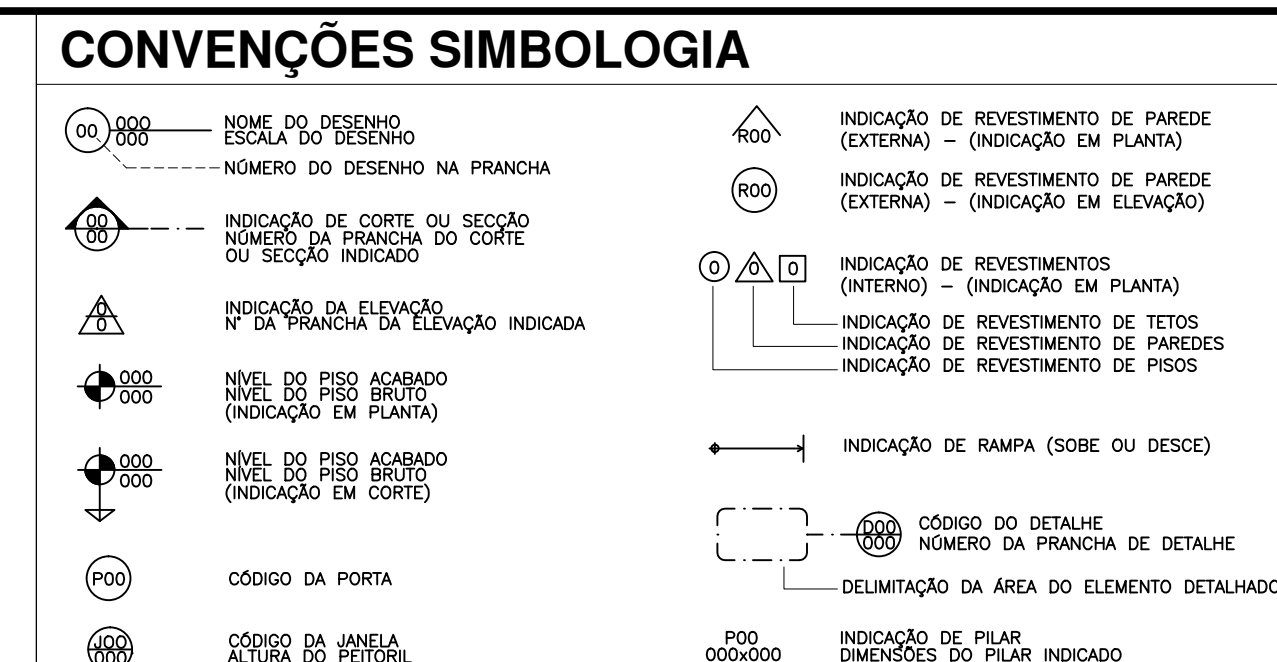 CONVENÇÕES SIMBOLOGIA
00 000 NOME DO DESENHO
000 ESCALA DO DESENHO
NÚMERO DO DESENHO NA PRANCHA
00 INDICAÇÃO DE CORTE OU SECÇÃO
00 NÚMERO DA PRANCHA DO CORTE
OU SECÇÃO INDICADO
0 INDICAÇÃO DA ELEVAÇÃO
0 N° DA PRANCHA DA ELEVAÇÃO INDICADA
000 NÍVEL DO PISO ACABADO
000 NÍVEL DO PISO BRUTO
(INDICAÇÃO EM PLANTA)
000 NÍVEL DO PISO ACABADO
000 NÍVEL DO PISO BRUTO
(INDICAÇÃO EM CORTE)
P00 CÓDIGO DA PORTA
J00 CÓDIGO DA JANELA
000 ALTURA DO PEITORIL
R00 INDICAÇÃO DE REVESTIMENTO DE PAREDE
(EXTERNA) – (INDICAÇÃO EM PLANTA)
R00 INDICAÇÃO DE REVESTIMENTO DE PAREDE
(EXTERNA) – (INDICAÇÃO EM ELEVAÇÃO)
0 0 0 INDICAÇÃO DE REVESTIMENTOS
(INTERNO) – (INDICAÇÃO EM PLANTA)
INDICAÇÃO DE REVESTIMENTO DE TETOS
INDICAÇÃO DE REVESTIMENTO DE PAREDES
INDICAÇÃO DE REVESTIMENTO DE PISOS
INDICAÇÃO DE RAMPA (SOBE OU DESCE)
D00 CÓDIGO DO DETALHE
000 NÚMERO DA PRANCHA DE DETALHE
DELIMITAÇÃO DA ÁREA DO ELEMENTO DETALHADO
P00 INDICAÇÃO DE PILAR
000x000 DIMENSÕES DO PILAR INDICADO